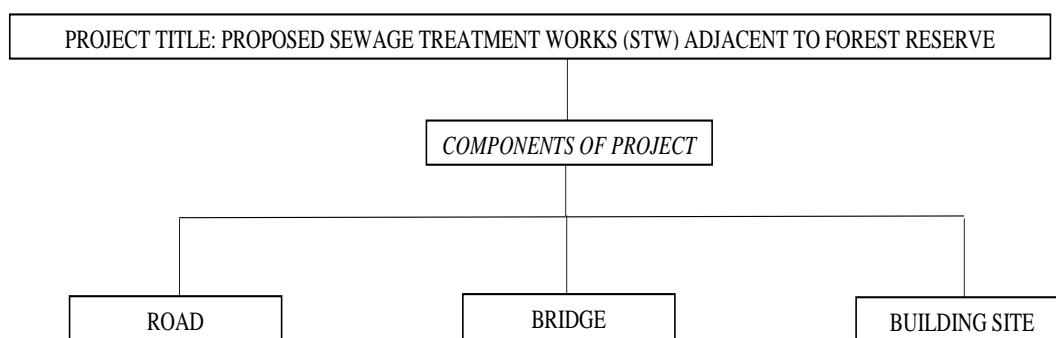 PROJECT TITLE: PROPOSED SEWAGE TREATMENT WORKS (STW) ADJACENT TO FOREST RESERVE
COMPONENTS OF PROJECT
ROAD
BRIDGE
BUILDING SITE